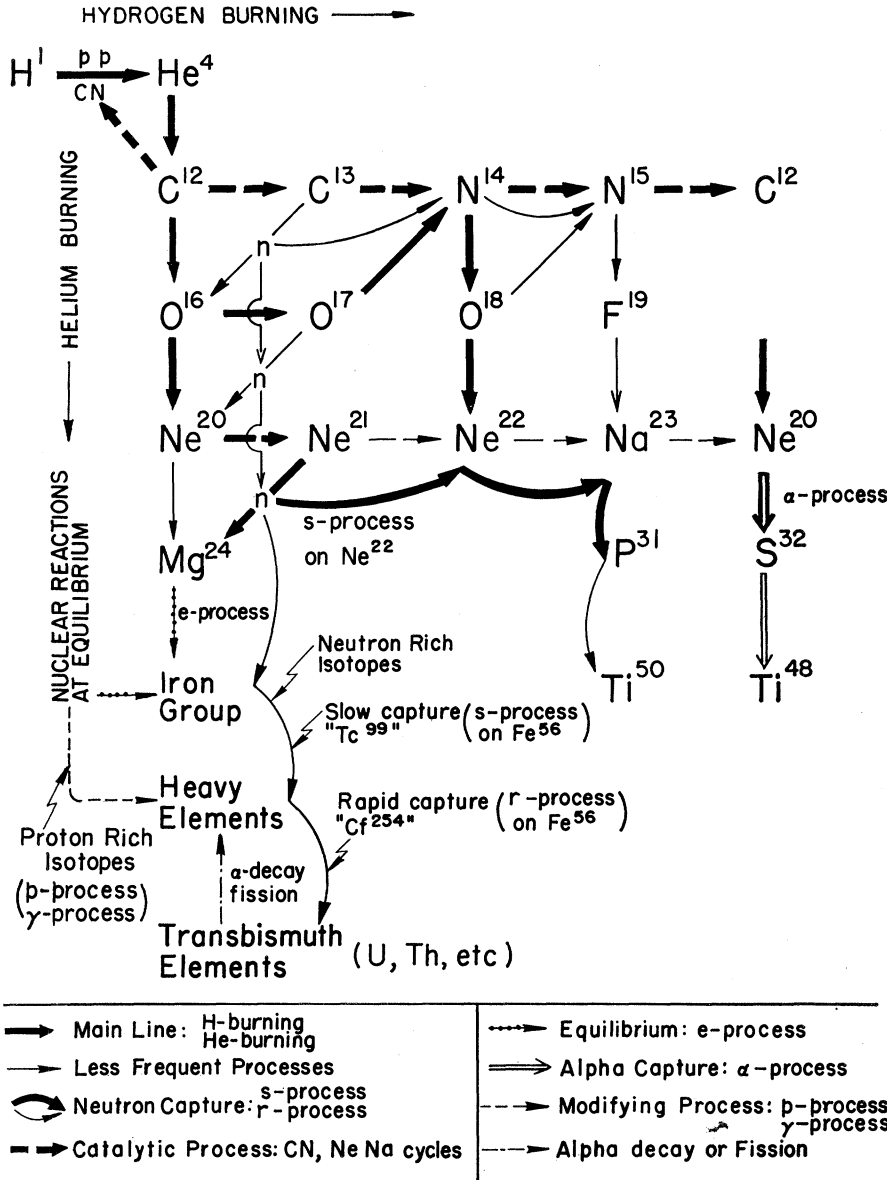 HYDROGEN BURNING
H¹ pp He⁴
CN
HELIUM BURNING
C¹² C¹³ N¹⁴ N¹⁵ C¹²
n
O¹⁶ O¹⁷ O¹⁸ F¹⁹
n
Ne²⁰ Ne²¹ Ne²² Na²³ Ne²⁰
α-process
n
s-process
on Ne²²
Mg²⁴ P³¹ S³²
NUCLEAR REACTIONS
AT EQUILIBRIUM
e-process
Neutron Rich
Isotopes
Iron
Group
Ti⁵⁰ Ti⁴⁸
Slow capture (s-process)
"Tc⁹⁹" on Fe⁵⁶
Heavy
Elements
Rapid capture (r-process)
"Cf²⁵⁴" on Fe⁵⁶
Proton Rich
Isotopes
(p-process)
γ-process
α-decay
fission
Transbismuth
Elements
(U, Th, etc)
Main Line: H-burning
He-burning
Less Frequent Processes
Neutron Capture: s-process
r-process
Catalytic Process: CN, Ne Na cycles
Equilibrium: e-process
Alpha Capture: α-process
Modifying Process: p-process
γ-process
Alpha decay or Fission